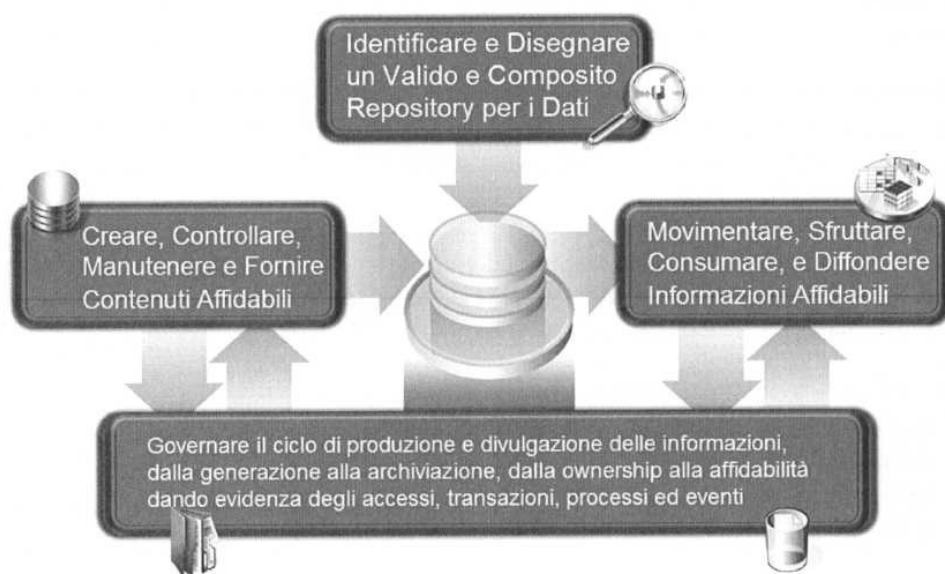 Identificare e Disegnare
un Valido e Composito
Repository per i Dati
Creare, Controllare,
Manutenere e Fornire
Contenuti Affidabili
Movimentare, Sfruttare,
Consumare, e Diffondere
Informazioni Affidabili
Governare il ciclo di produzione e divulgazione delle informazioni,
dalla generazione alla archiviazione, dalla ownership alla affidabilità
dando evidenza degli accessi, transazioni, processi ed eventi